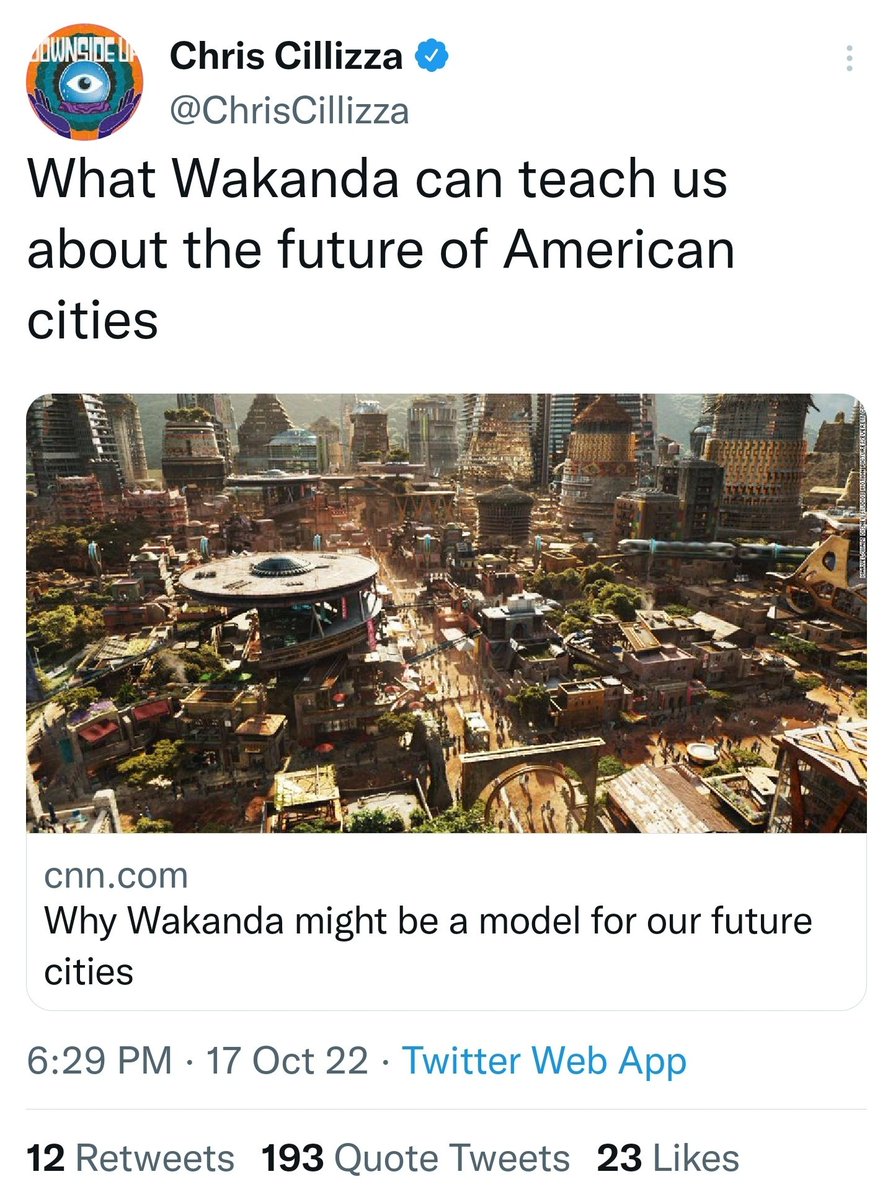 DOWNSIDE UP
Chris Cillizza
@ChrisCillizza
What Wakanda can teach us
about the future of American
cities
cnn.com
Why Wakanda might be a model for our future
cities
6:29 PM · 17 Oct 22 · Twitter Web App
12 Retweets 193 Quote Tweets 23 Likes